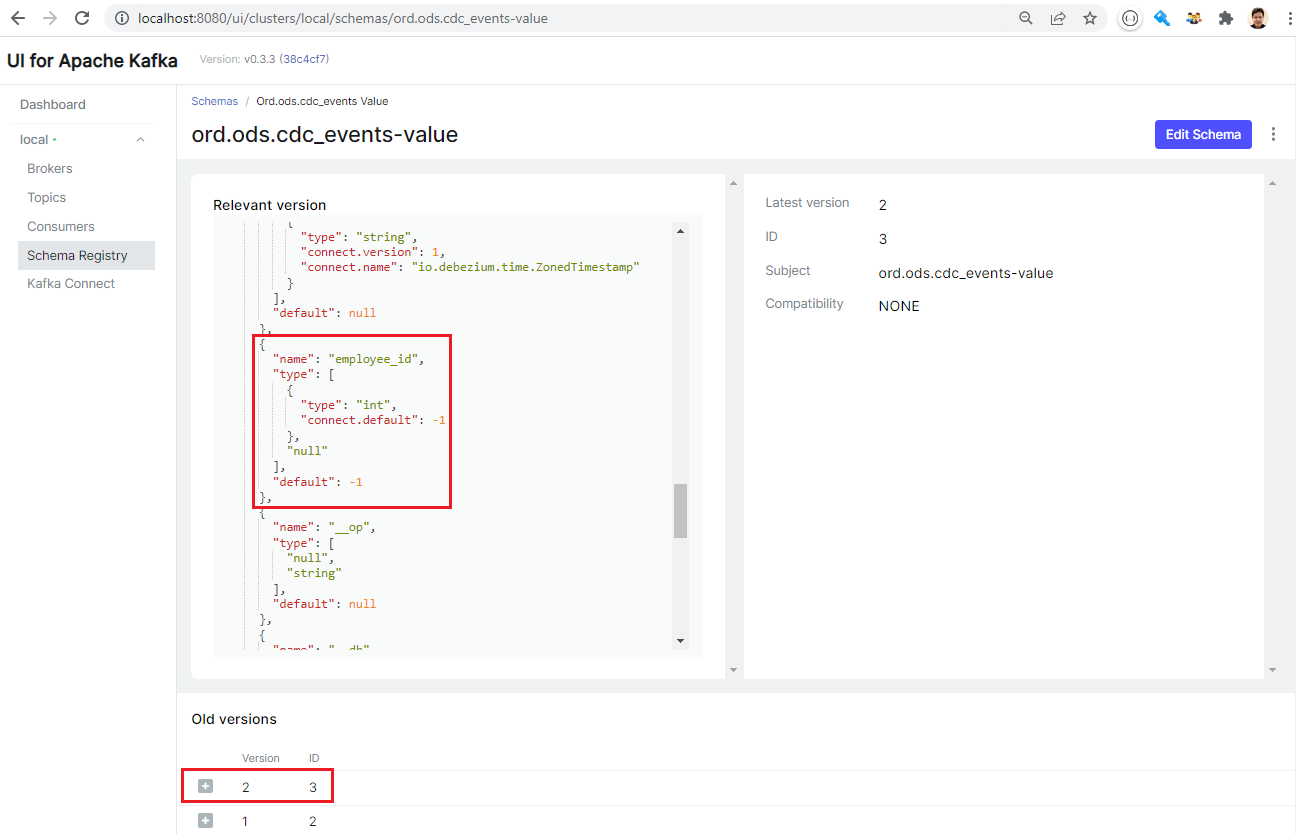 localhost:8080/ui/clusters/local/schemas/ord.ods.cdc_events-value
UI for Apache Kafka
Version: v0.3.3 (38c4cf7)
Dashboard
local
Brokers
Topics
Consumers
Schema Registry
Kafka Connect
Schemas / Ord.ods.cdc_events Value
ord.ods.cdc_events-value
Edit Schema
Relevant version
{
"type": "string",
"connect.version": 1,
"connect.name": "io.debezium.time.ZonedTimestamp"
}
],
"default": null
},
{
"name": "employee_id",
"type": [
{
"type": "int",
"connect.default": -1
},
"null"
],
"default": -1
},
{
"name": "__op",
"type": [
"null",
"string"
],
"default": null
},
{
"name": "__db"
Latest version 2
ID 3
Subject ord.ods.cdc_events-value
Compatibility NONE
Old versions
Version ID
2 3
1 2